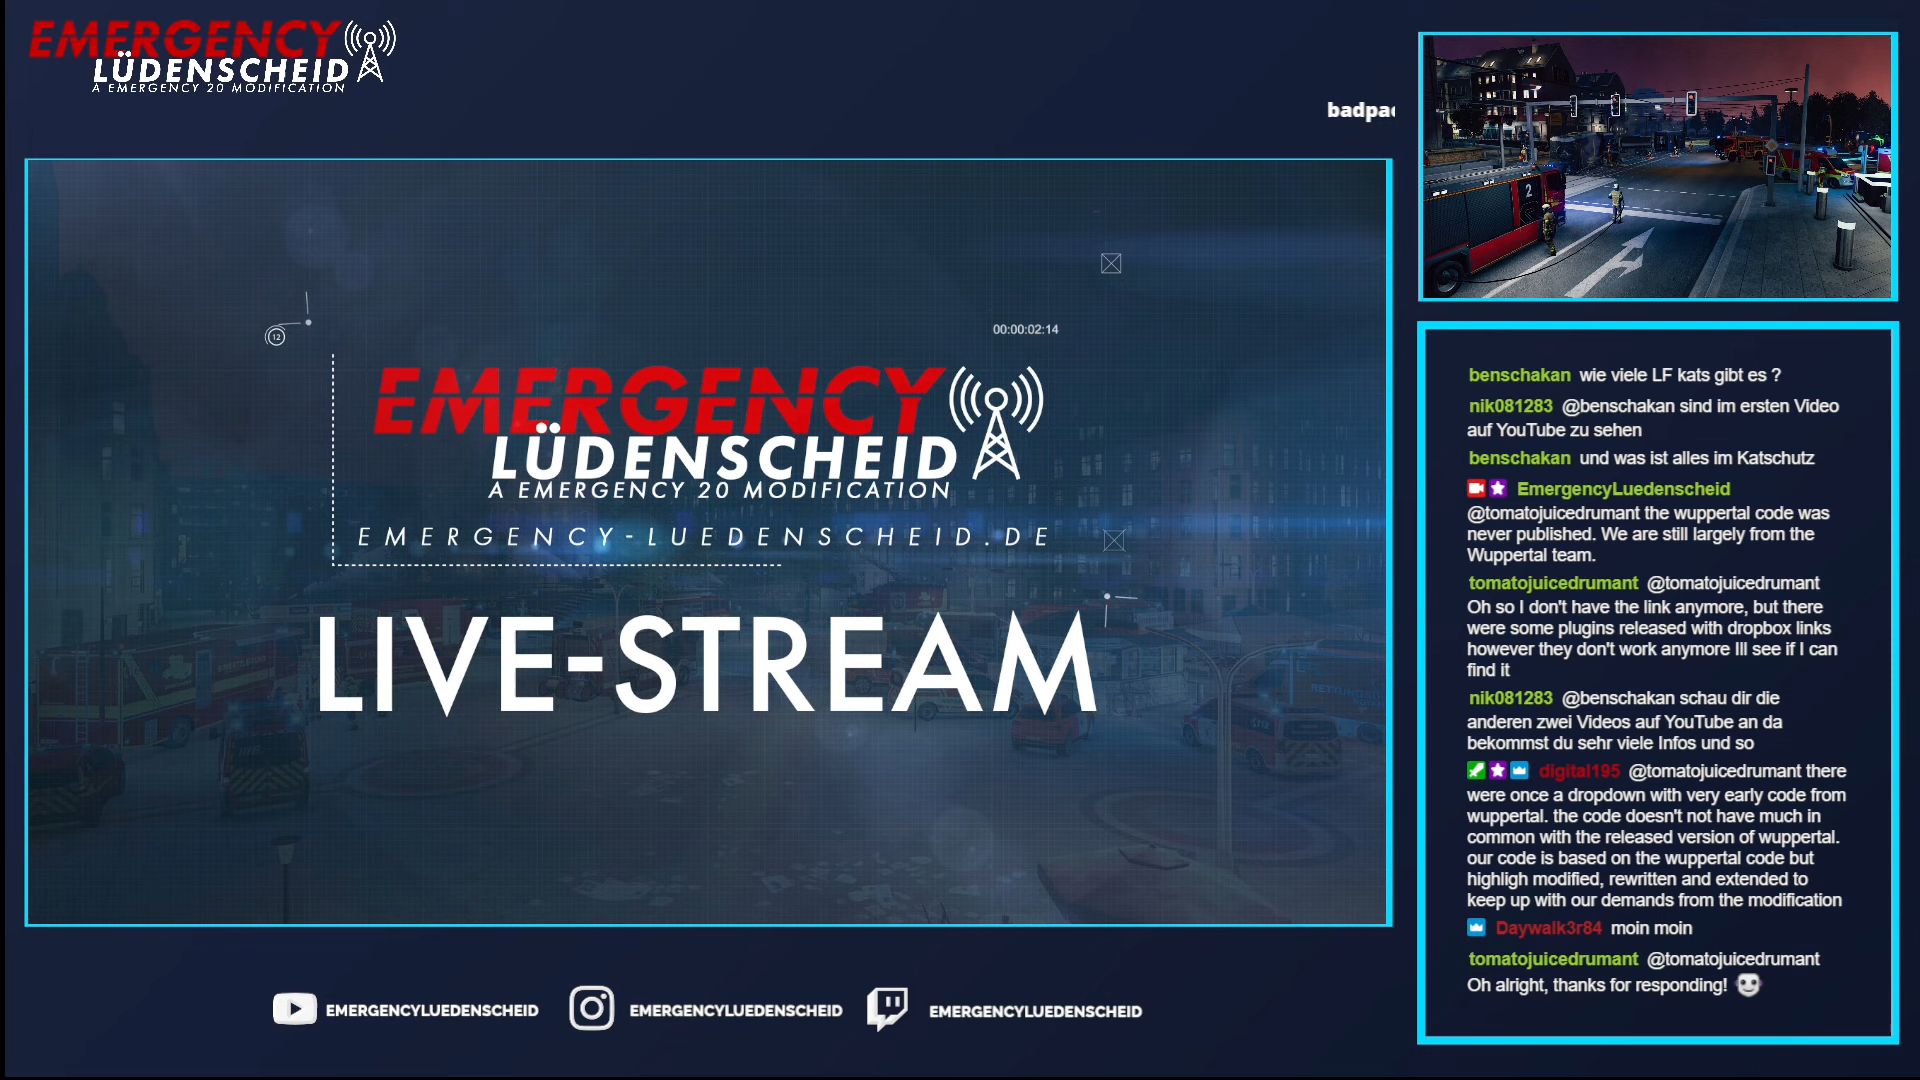 EMERGENCY
LÜDENSCHEID
A EMERGENCY 20 MODIFICATION
00:00:02:14
12
EMERGENCY
LÜDENSCHEID
A EMERGENCY 20 MODIFICATION
EMERGENCY-LUEDENSCHEID.DE
LIVE-STREAM
EMERGENCYLUEDENSCHEID
EMERGENCYLUEDENSCHEID
EMERGENCYLUEDENSCHEID
2
benschakan wie viele LF kats gibt es ?
nik081283 @benschakan sind im ersten Video
auf YouTube zu sehen
benschakan und was ist alles im Katschutz
EmergencyLuedenscheid
@tomatojuicedrumant the wuppertal code was
never published. We are still largely from the
Wuppertal team.
tomatojuicedrumant @tomatojuicedrumant
Oh so I don't have the link anymore, but there
were some plugins released with dropbox links
however they don't work anymore Ill see if I can
find it
nik081283 @benschakan schau dir die
anderen zwei Videos auf YouTube an da
bekommst du sehr viele Infos und so
digital195 @tomatojuicedrumant there
were once a dropdown with very early code from
wuppertal. the code doesn't not have much in
common with the released version of wuppertal.
our code is based on the wuppertal code but
highligh modified, rewritten and extended to
keep up with our demands from the modification
Daywalk3r84 moin moin
tomatojuicedrumant @tomatojuicedrumant
Oh alright, thanks for responding!